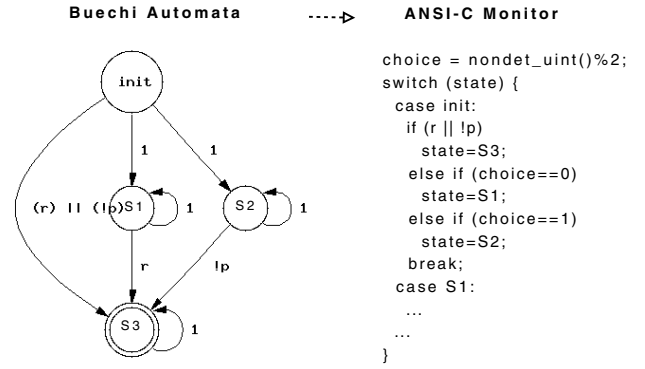 Buechi Automata
ANSI-C Monitor
init
1
1
(r) || (!p)
S1
1
S2
1
r
!p
S3
1
choice = nondet_uint()%2;
switch (state) {
case init:
if (r || !p)
state=S3;
else if (choice==0)
state=S1;
else if (choice==1)
state=S2;
break;
case S1:
...
...
}